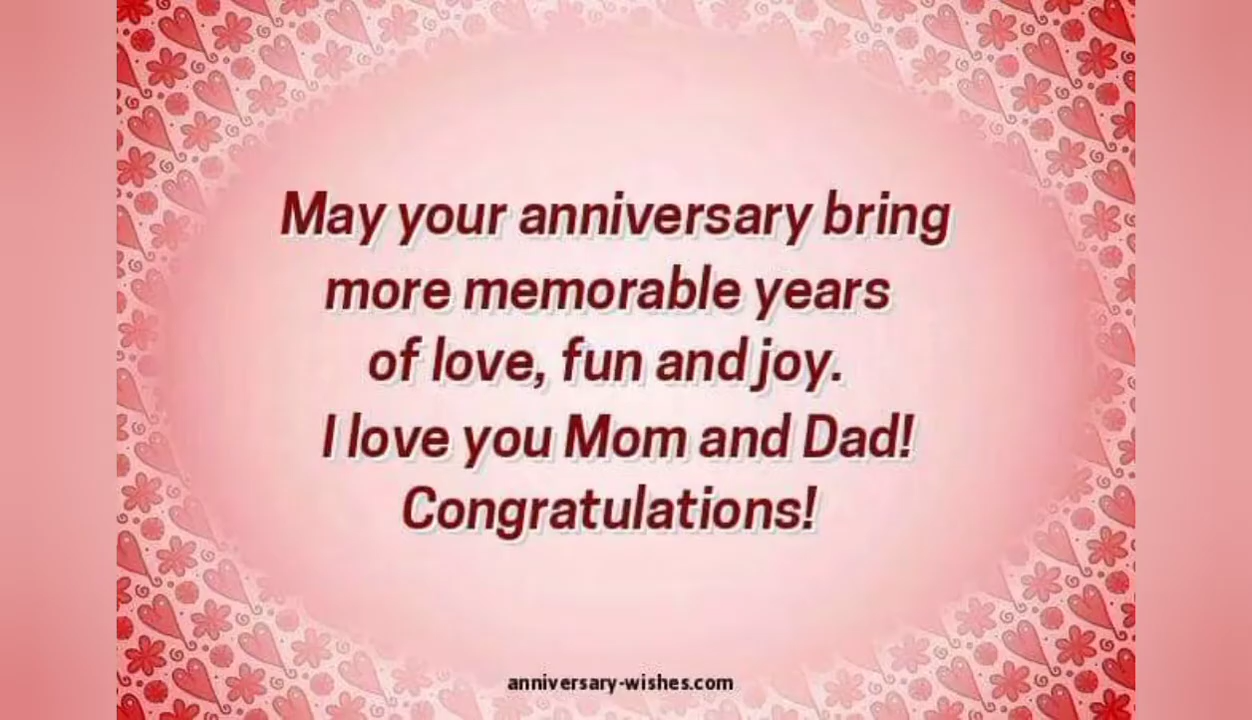 May your anniversary bring
more memorable years
of love, fun and joy.
I love you Mom and Dad!
Congratulations!
anniversary-wishes.com